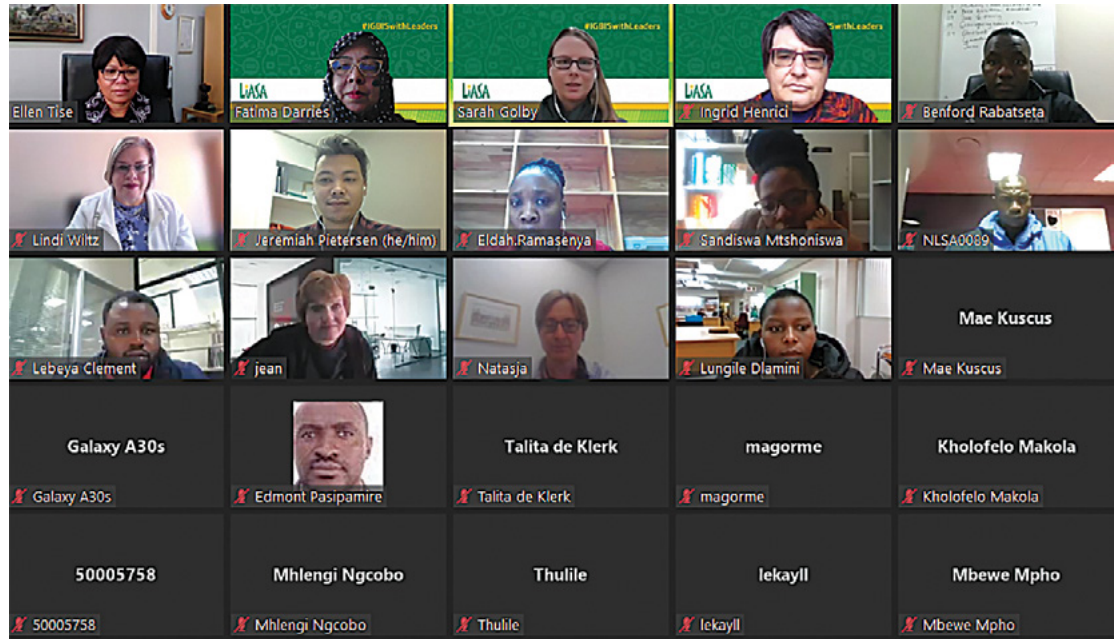 #IGBISwithLeaders
SwithLeaders
LIASA
LIASA
LIASA
Ellen Tise
Fatima Darries
Sarah Golby
Ingrid Henrici
Benford Rabatseta
Lindi Wiltz
Jeremiah Pietersen (he/him)
Eldah.Ramasenya
Sandiswa Mtshoniswa
NLSA0089
Lebeya Clement
jean
Natasja
Lungile Dlamini
Mae Kuscus
Mae Kuscus
Galaxy A30s
Talita de Klerk
magorme
Kholofelo Makola
Galaxy A30s
Edmont Pasipamire
Talita de Klerk
magorme
Kholofelo Makola
50005758
Mhlengi Ngcobo
Thulile
lekayll
Mbewe Mpho
50005758
Mhlengi Ngcobo
Thulile
lekayll
Mbewe Mpho